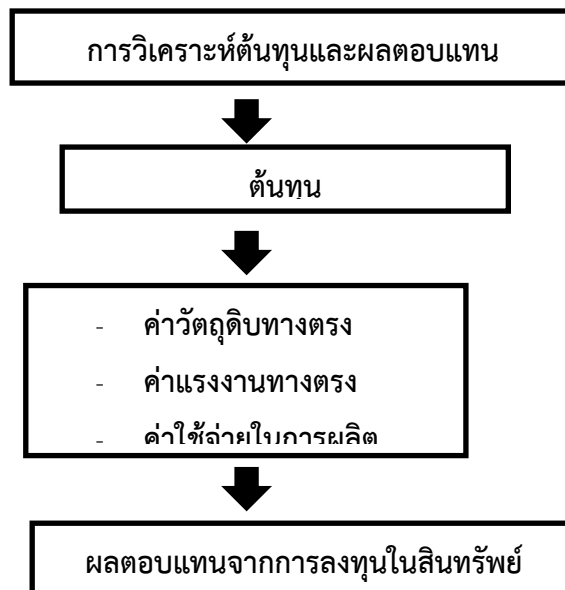 การวิเคราะห์ต้นทุนและผลตอบแทน
ต้นทุน
- ค่าวัตถุดิบทางตรง
- ค่าแรงงานทางตรง
- ค่าใช้จ่ายในการผลิต
ผลตอบแทนจากการลงทุนในสินทรัพย์